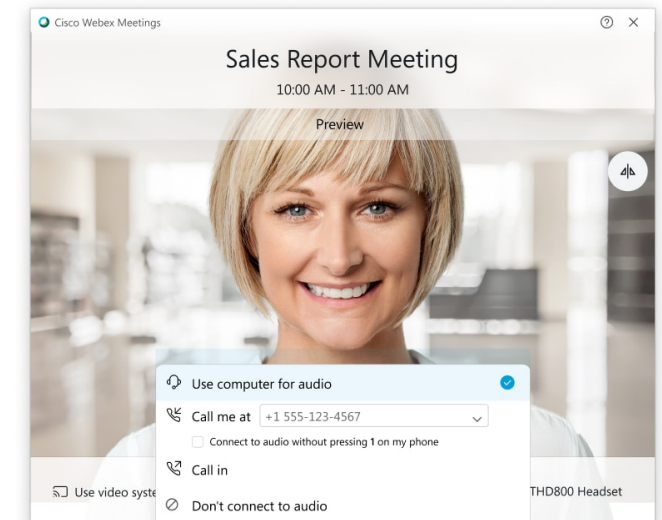 Cisco Webex Meetings
Sales Report Meeting
10:00 AM - 11:00 AM
Preview
Use computer for audio
Call me at +1 555-123-4567
Connect to audio without pressing 1 on my phone
Call in
Use video syste THD800 Headset
Don't connect to audio